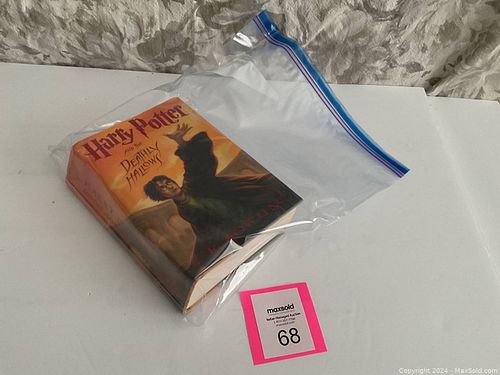 Harry Potter
AND THE
DEATHLY
HALLOWS
maxsold
68
Copyright 2024 - MaxSold.com